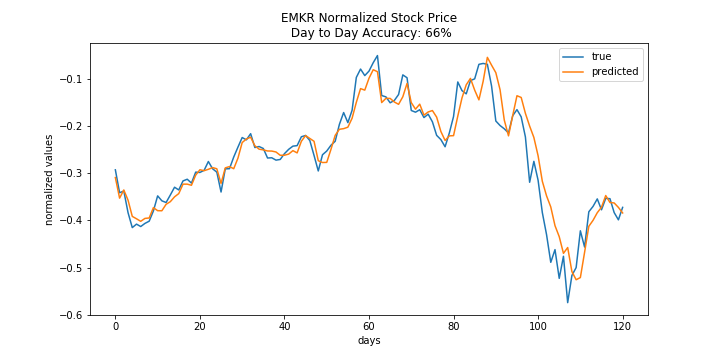 EMKR Normalized Stock Price
Day to Day Accuracy: 66%
true
predicted
normalized values
−0.1
−0.2
−0.3
−0.4
−0.5
−0.6
0
20
40
60
80
100
120
days